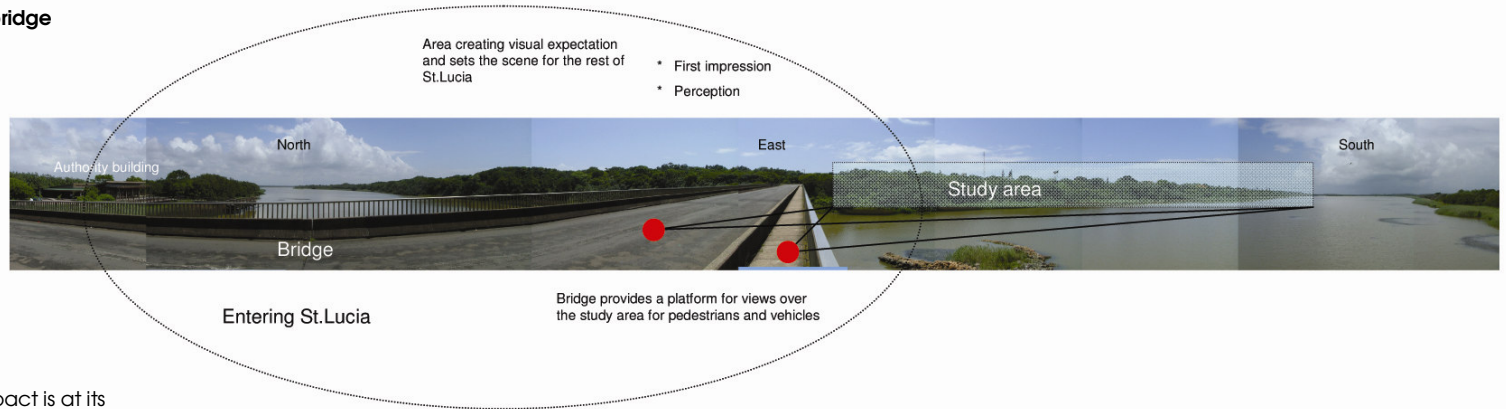 ridge
Area creating visual expectation
and sets the scene for the rest of
St.Lucia
* First impression
* Perception
North
East
South
Authority building
Study area
Bridge
Entering St.Lucia
Bridge provides a platform for views over
the study area for pedestrians and vehicles
pact is at its